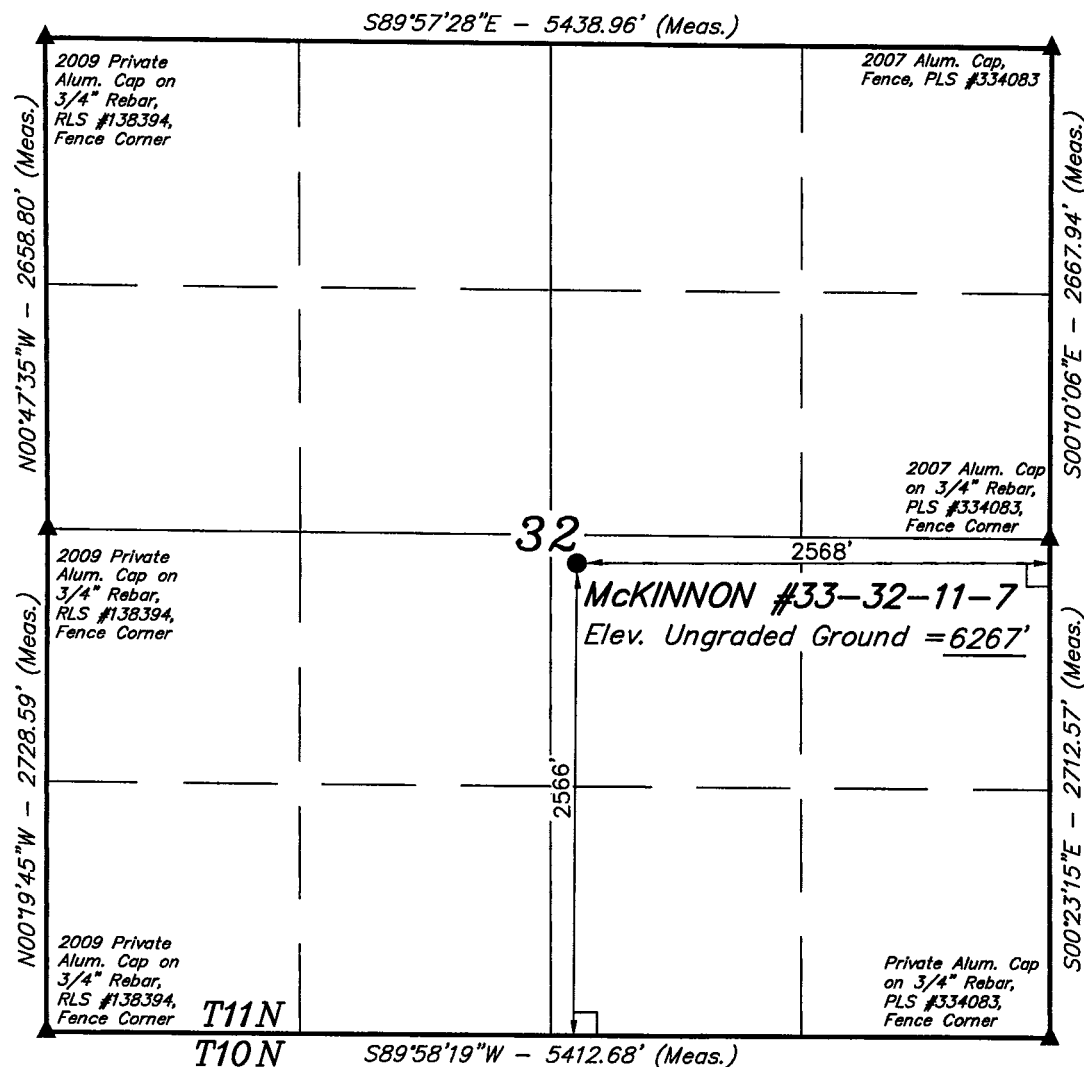 S89°57'28"E - 5438.96' (Meas.)
2009 Private
Alum. Cap on
3/4" Rebar,
RLS #138394,
Fence Corner
2007 Alum. Cap,
Fence, PLS #334083
N00°47'35"W - 2658.80' (Meas.)
S00°10'06"E - 2667.94' (Meas.)
2007 Alum. Cap
on 3/4" Rebar,
PLS #334083,
Fence Corner
32
2568'
2009 Private
Alum. Cap on
3/4" Rebar,
RLS #138394,
Fence Corner
McKINNON #33-32-11-7
Elev. Ungraded Ground = 6267'
N00°19'45"W - 2728.59' (Meas.)
S00°23'15"E - 2712.57' (Meas.)
2566'
2009 Private
Alum. Cap on
3/4" Rebar,
RLS #138394,
Fence Corner
Private Alum. Cap
on 3/4" Rebar,
PLS #334083,
Fence Corner
T11N
T10N
S89°58'19"W - 5412.68' (Meas.)